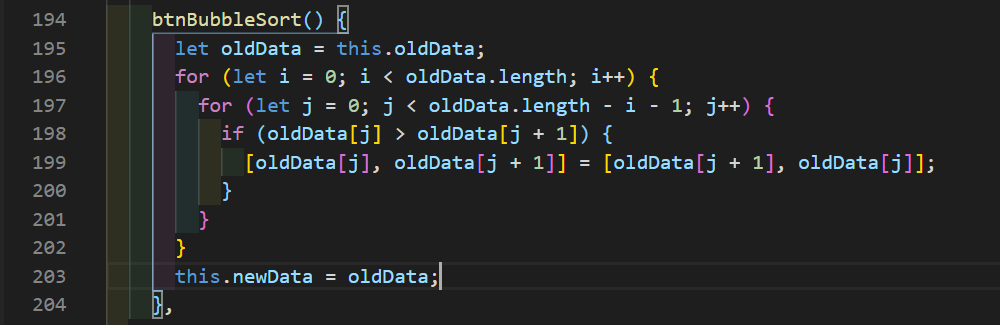 194 btnBubbleSort() {
195 let oldData = this.oldData;
196 for (let i = 0; i < oldData.length; i++) {
197 for (let j = 0; j < oldData.length - i - 1; j++) {
198 if (oldData[j] > oldData[j + 1]) {
199 [oldData[j], oldData[j + 1]] = [oldData[j + 1], oldData[j]];
200 }
201 }
202 }
203 this.newData = oldData;
204 },